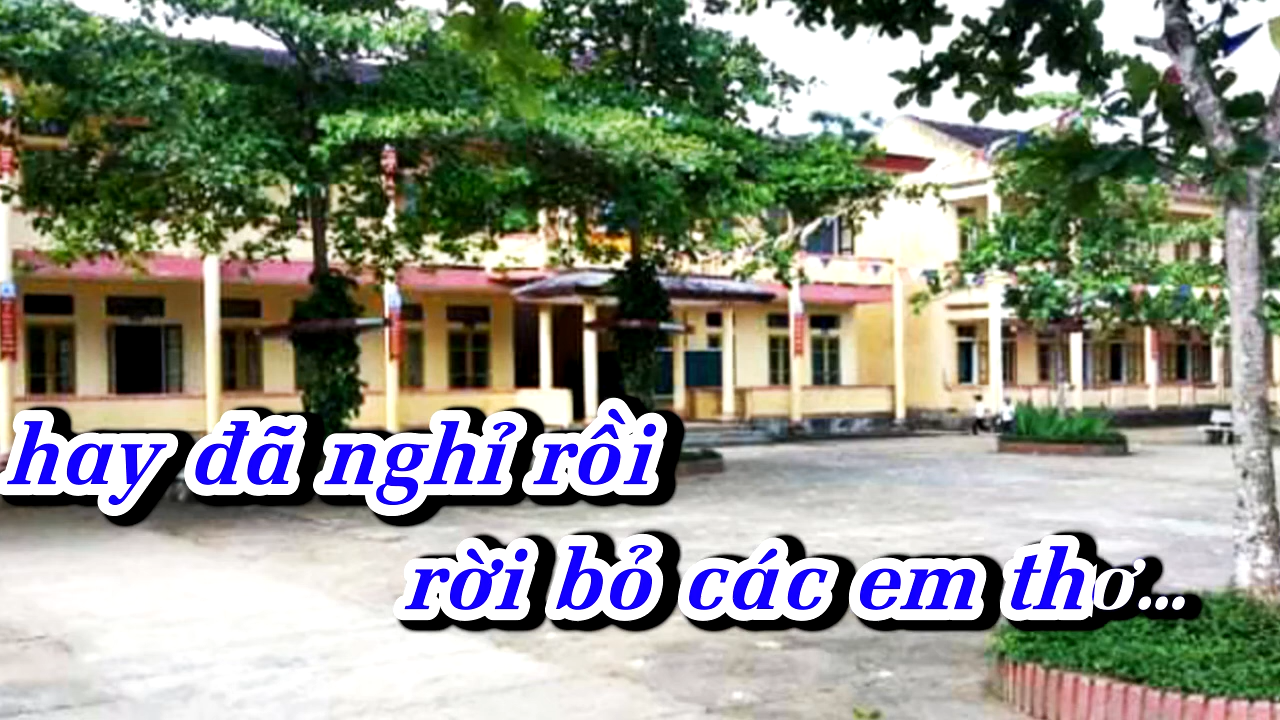 hay đã nghỉ rồi
rời bỏ các em thơ...